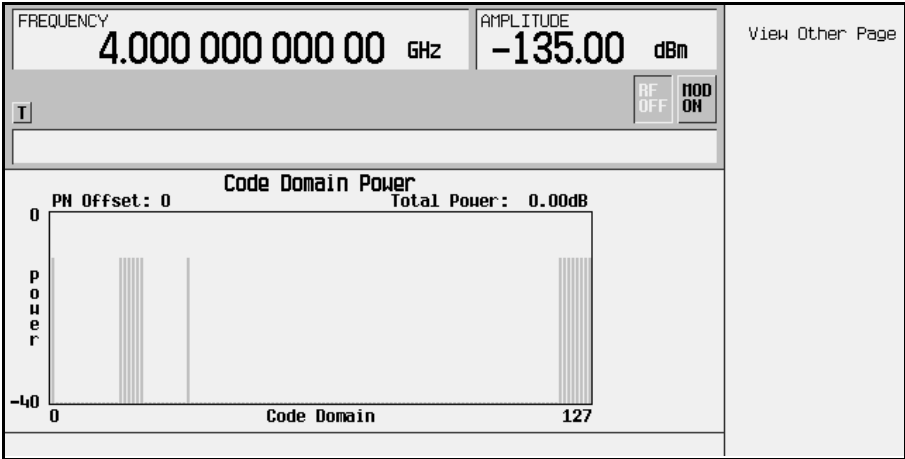 FREQUENCY
4.000 000 000 00 GHz
AMPLITUDE
-135.00 dBm
View Other Page
RF
OFF
MOD
ON
T
Code Domain Power
PN Offset: 0
Total Power: 0.00dB
0
Power
-40
0
Code Domain
127